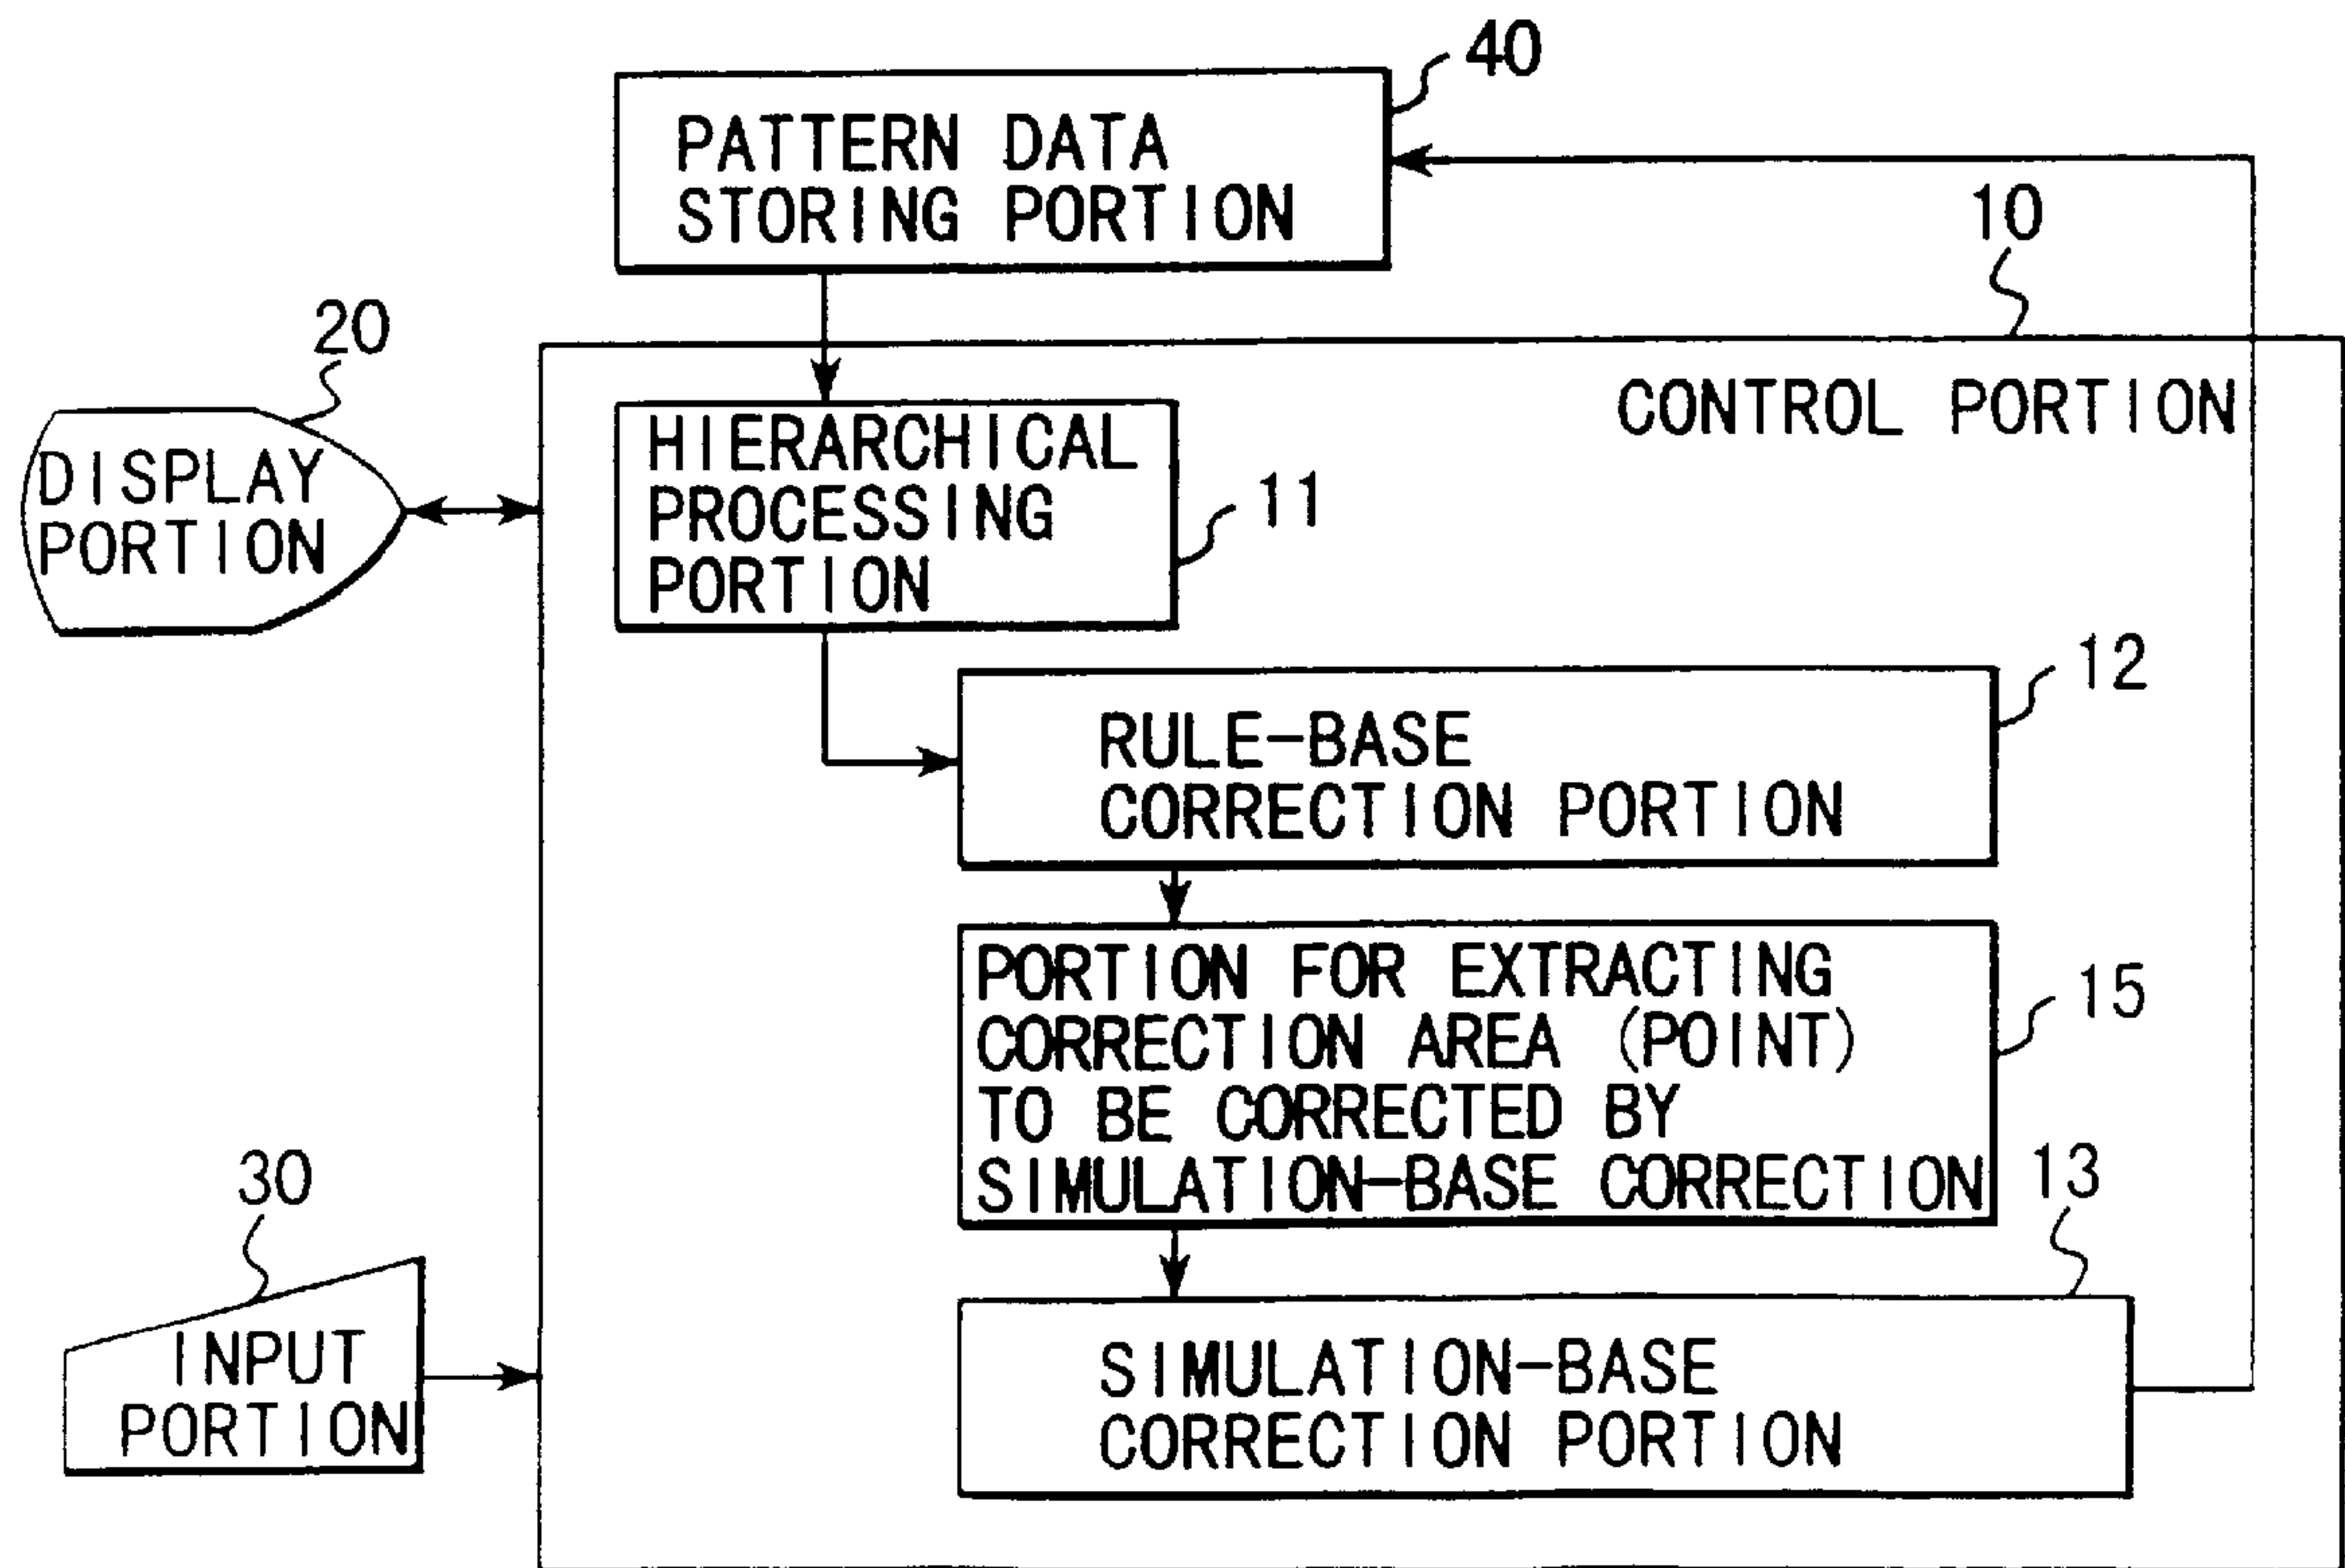 40
PATTERN DATA
STORING PORTION
10
20
CONTROL PORTION
DISPLAY
PORTION
HIERARCHICAL
PROCESSING
PORTION
11
12
RULE-BASE
CORRECTION PORTION
PORTION FOR EXTRACTING
CORRECTION AREA (POINT)
TO BE CORRECTED BY
SIMULATION-BASE CORRECTION
15
13
30
INPUT
PORTION
SIMULATION-BASE
CORRECTION PORTION